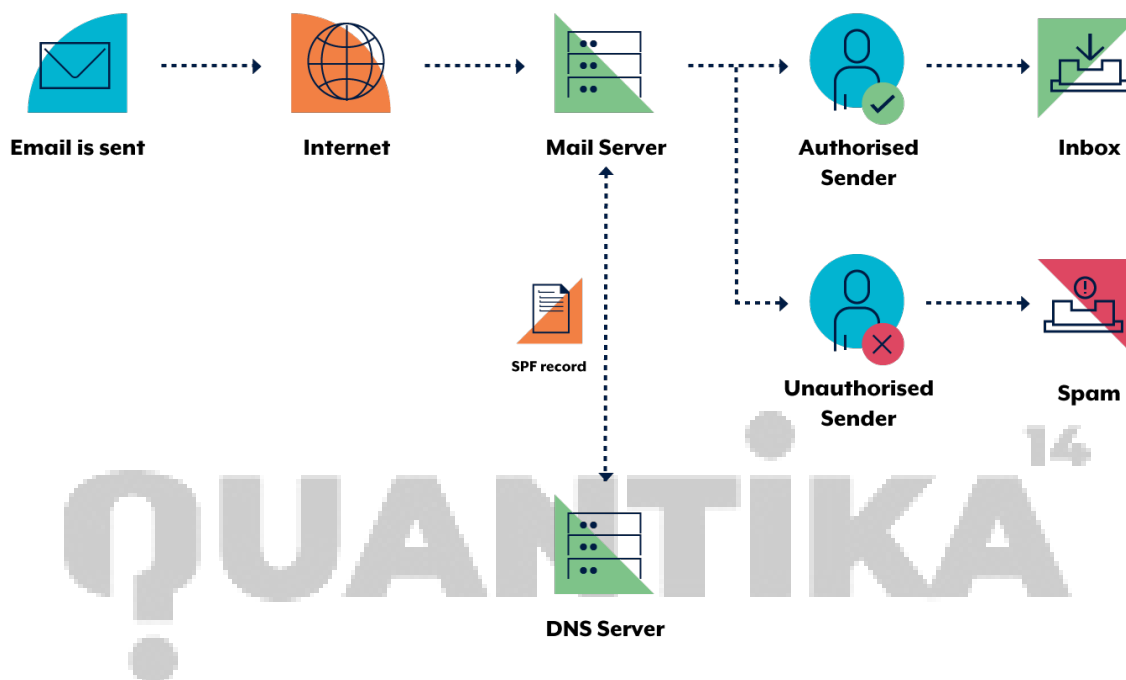 Email is sent
Internet
Mail Server
Authorised
Sender
Inbox
SPF record
Unauthorised
Sender
Spam
QUANTIKA
14
DNS Server